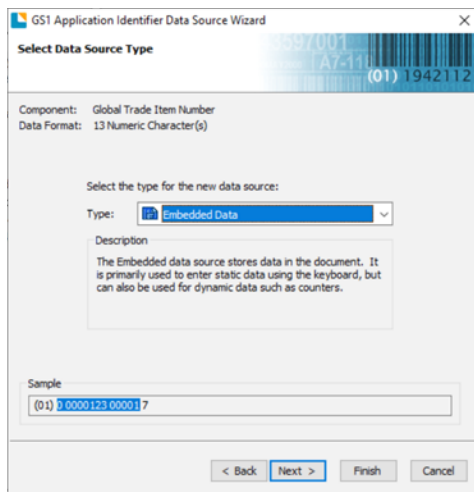 GS1 Application Identifier Data Source Wizard
Select Data Source Type
3597001
A7-11
(01) 1942112
Component: Global Trade Item Number
Data Format: 13 Numeric Character(s)
Select the type for the new data source:
Type: Embedded Data
Description
The Embedded data source stores data in the document. It
is primarily used to enter static data using the keyboard, but
can also be used for dynamic data such as counters.
Sample
(01) 0 0000123 00001 7
< Back Next > Finish Cancel